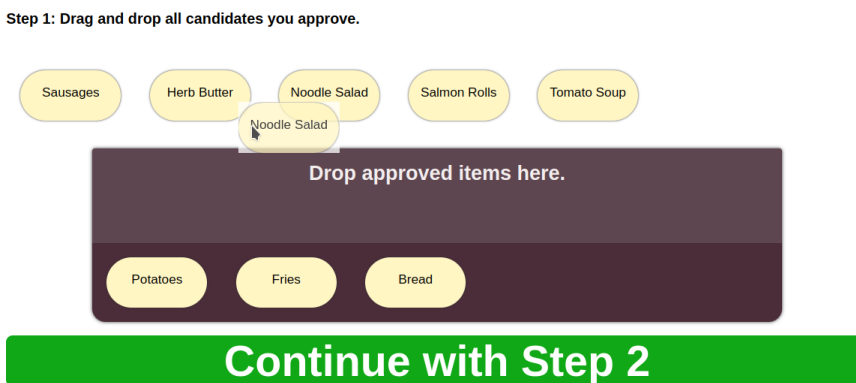 Step 1: Drag and drop all candidates you approve.
Sausages Herb Butter Noodle Salad Salmon Rolls Tomato Soup
Noodle Salad
Drop approved items here.
Potatoes Fries Bread
Continue with Step 2